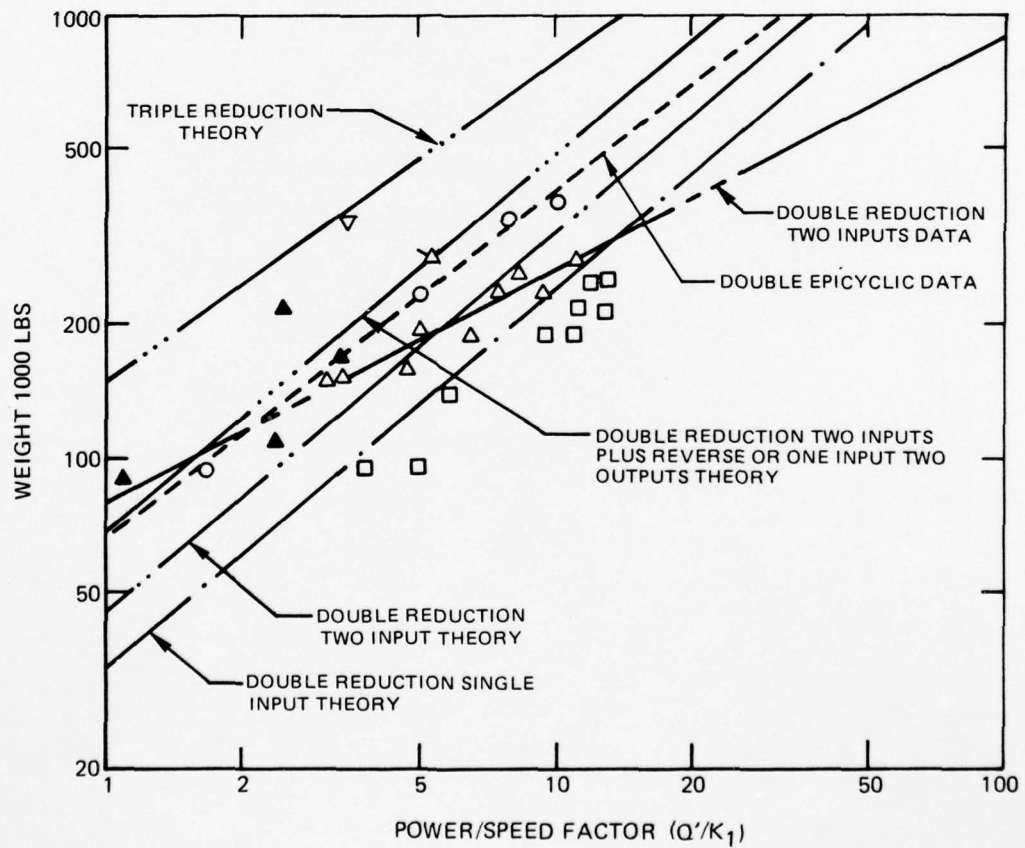 1000
500
200
100
50
20
WEIGHT 1000 LBS
TRIPLE REDUCTION
THEORY
DOUBLE REDUCTION
TWO INPUTS DATA
DOUBLE EPICYCLIC DATA
DOUBLE REDUCTION TWO INPUTS
PLUS REVERSE OR ONE INPUT TWO
OUTPUTS THEORY
DOUBLE REDUCTION
TWO INPUT THEORY
DOUBLE REDUCTION SINGLE
INPUT THEORY
1 2 5 10 20 50 100
POWER/SPEED FACTOR (Q'/K₁)